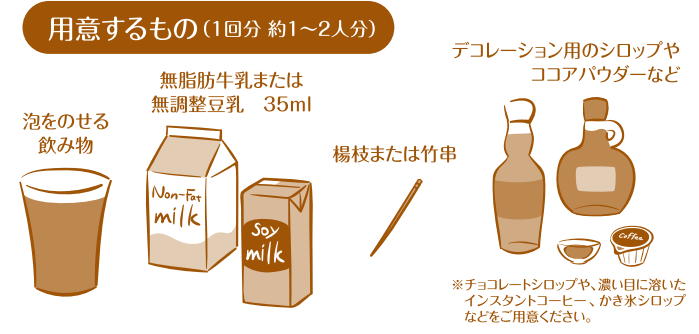 用意するもの（1回分 約1〜2人分）
泡をのせる
飲み物
無脂肪牛乳または
無調整豆乳　35ml
Non-Fat
milk
Soy
milk
楊枝または竹串
デコレーション用のシロップや
ココアパウダーなど
Coffee
※チョコレートシロップや、濃い目に溶いた
インスタントコーヒー、かき氷シロップ
などをご用意ください。